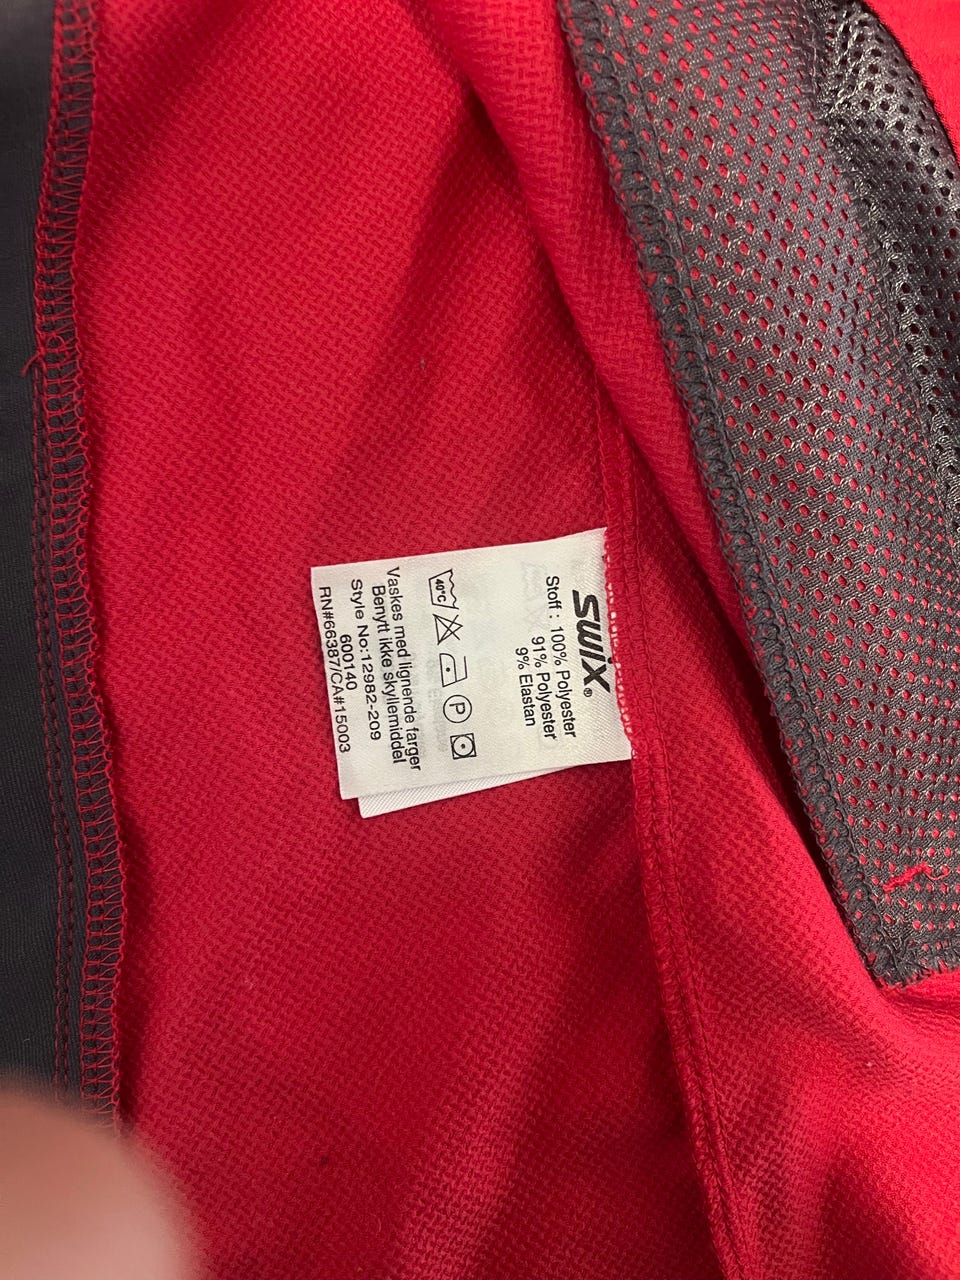 swix®
Stoff : 100% Polyester
91% Polyester
9% Elastan
40°C
P
Vaskes med lignende farger
Benytt ikke skyllemiddel
Style No:12982-209
600140
RN#66387/CA#15003